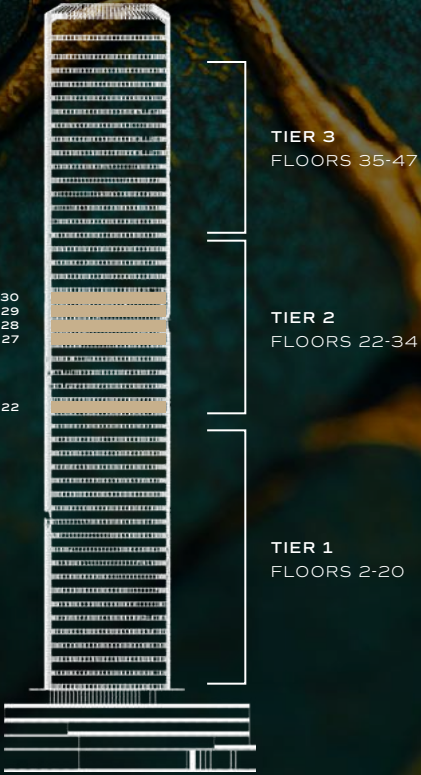 TIER 3
FLOORS 35-47
30
29
28
27
TIER 2
FLOORS 22-34
22
TIER 1
FLOORS 2-20